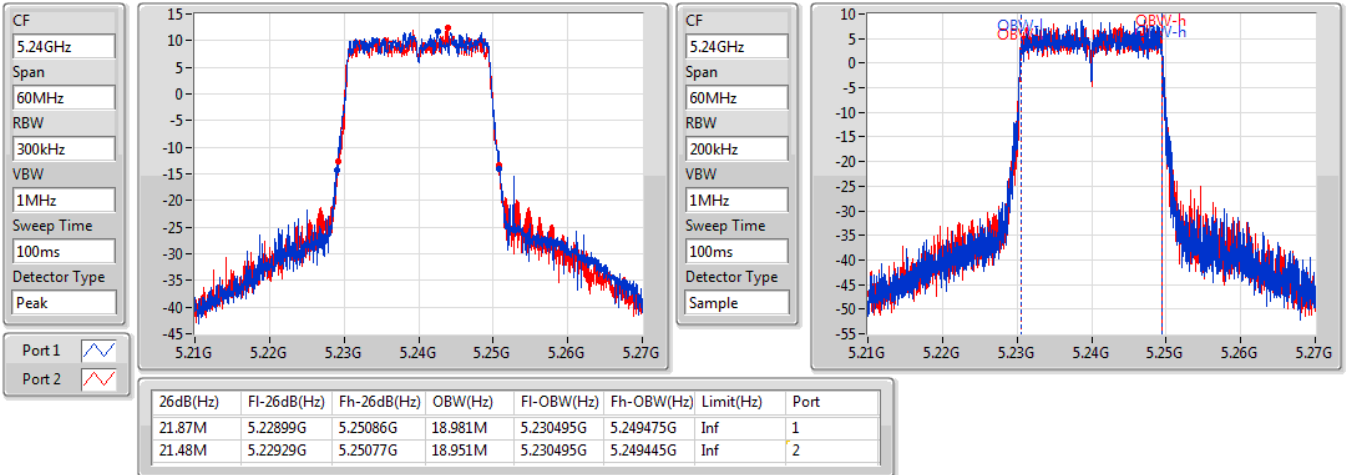 CF
5.24GHz
Span
60MHz
RBW
300kHz
VBW
1MHz
Sweep Time
100ms
Detector Type
Peak
Port 1
Port 2
15
10
5
0
-5
-10
-15
-20
-25
-30
-35
-40
-45
5.21G 5.22G 5.23G 5.24G 5.25G 5.26G 5.27G
CF
5.24GHz
Span
60MHz
RBW
200kHz
VBW
1MHz
Sweep Time
100ms
Detector Type
Sample
OBW-h
OBW-l
OBW-h
10
5
0
-5
-10
-15
-20
-25
-30
-35
-40
-45
-50
-55
5.21G 5.22G 5.23G 5.24G 5.25G 5.26G 5.27G
26dB(Hz) Fl-26dB(Hz) Fh-26dB(Hz) OBW(Hz) Fl-OBW(Hz) Fh-OBW(Hz) Limit(Hz) Port
21.87M 5.22899G 5.25086G 18.981M 5.230495G 5.249475G Inf 1
21.48M 5.22929G 5.25077G 18.951M 5.230495G 5.249445G Inf 2